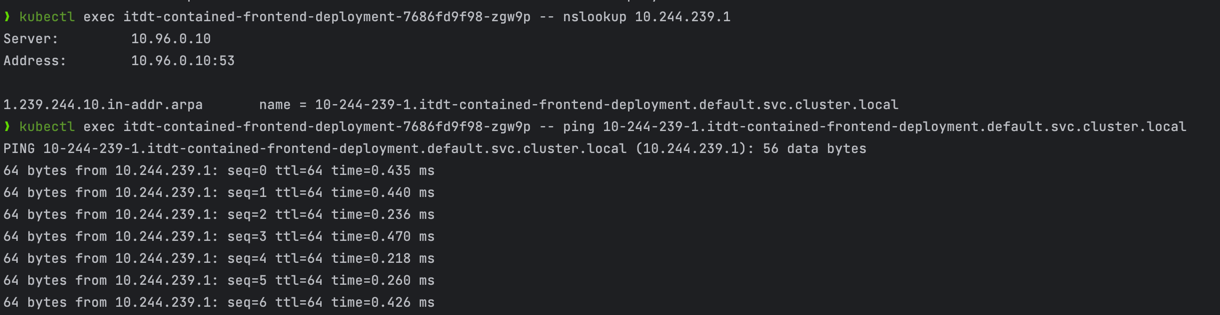 ❯ kubectl exec itdt-contained-frontend-deployment-7686fd9f98-zgw9p -- nslookup 10.244.239.1
Server:         10.96.0.10
Address:        10.96.0.10:53

1.239.244.10.in-addr.arpa       name = 10-244-239-1.itdt-contained-frontend-deployment.default.svc.cluster.local
❯ kubectl exec itdt-contained-frontend-deployment-7686fd9f98-zgw9p -- ping 10-244-239-1.itdt-contained-frontend-deployment.default.svc.cluster.local
PING 10-244-239-1.itdt-contained-frontend-deployment.default.svc.cluster.local (10.244.239.1): 56 data bytes
64 bytes from 10.244.239.1: seq=0 ttl=64 time=0.435 ms
64 bytes from 10.244.239.1: seq=1 ttl=64 time=0.440 ms
64 bytes from 10.244.239.1: seq=2 ttl=64 time=0.236 ms
64 bytes from 10.244.239.1: seq=3 ttl=64 time=0.470 ms
64 bytes from 10.244.239.1: seq=4 ttl=64 time=0.218 ms
64 bytes from 10.244.239.1: seq=5 ttl=64 time=0.260 ms
64 bytes from 10.244.239.1: seq=6 ttl=64 time=0.426 ms